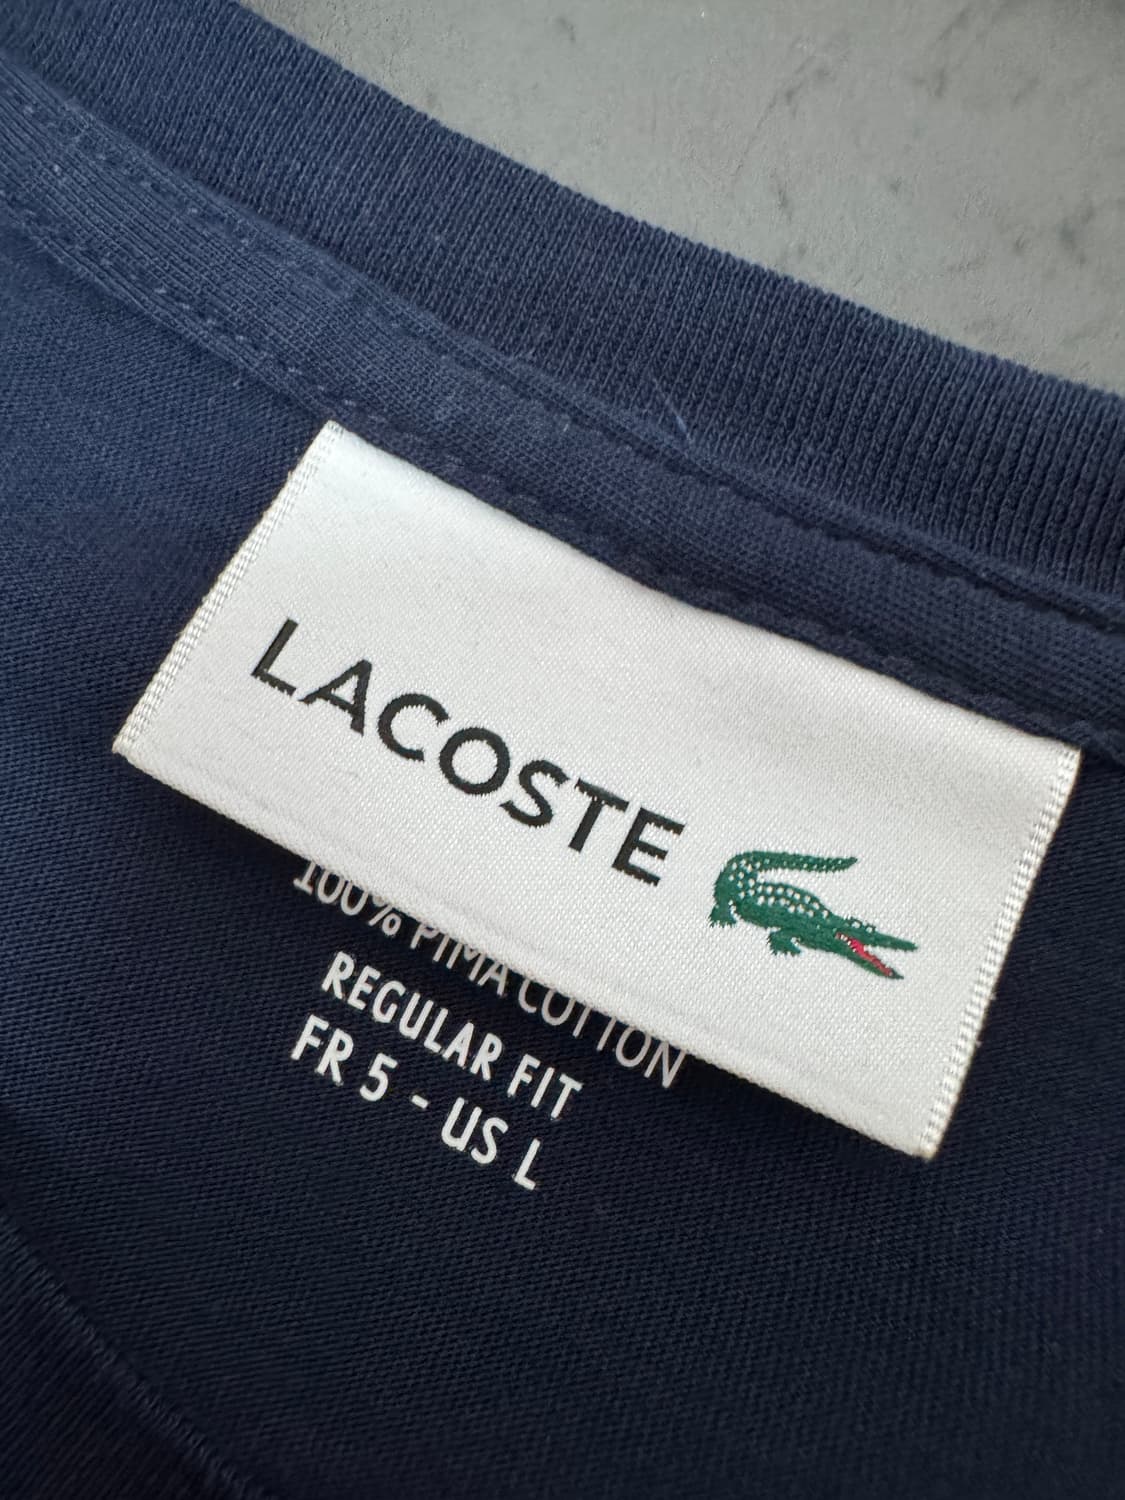 LACOSTE
100% PIMA COTTON
REGULAR FIT
FR 5 - US L